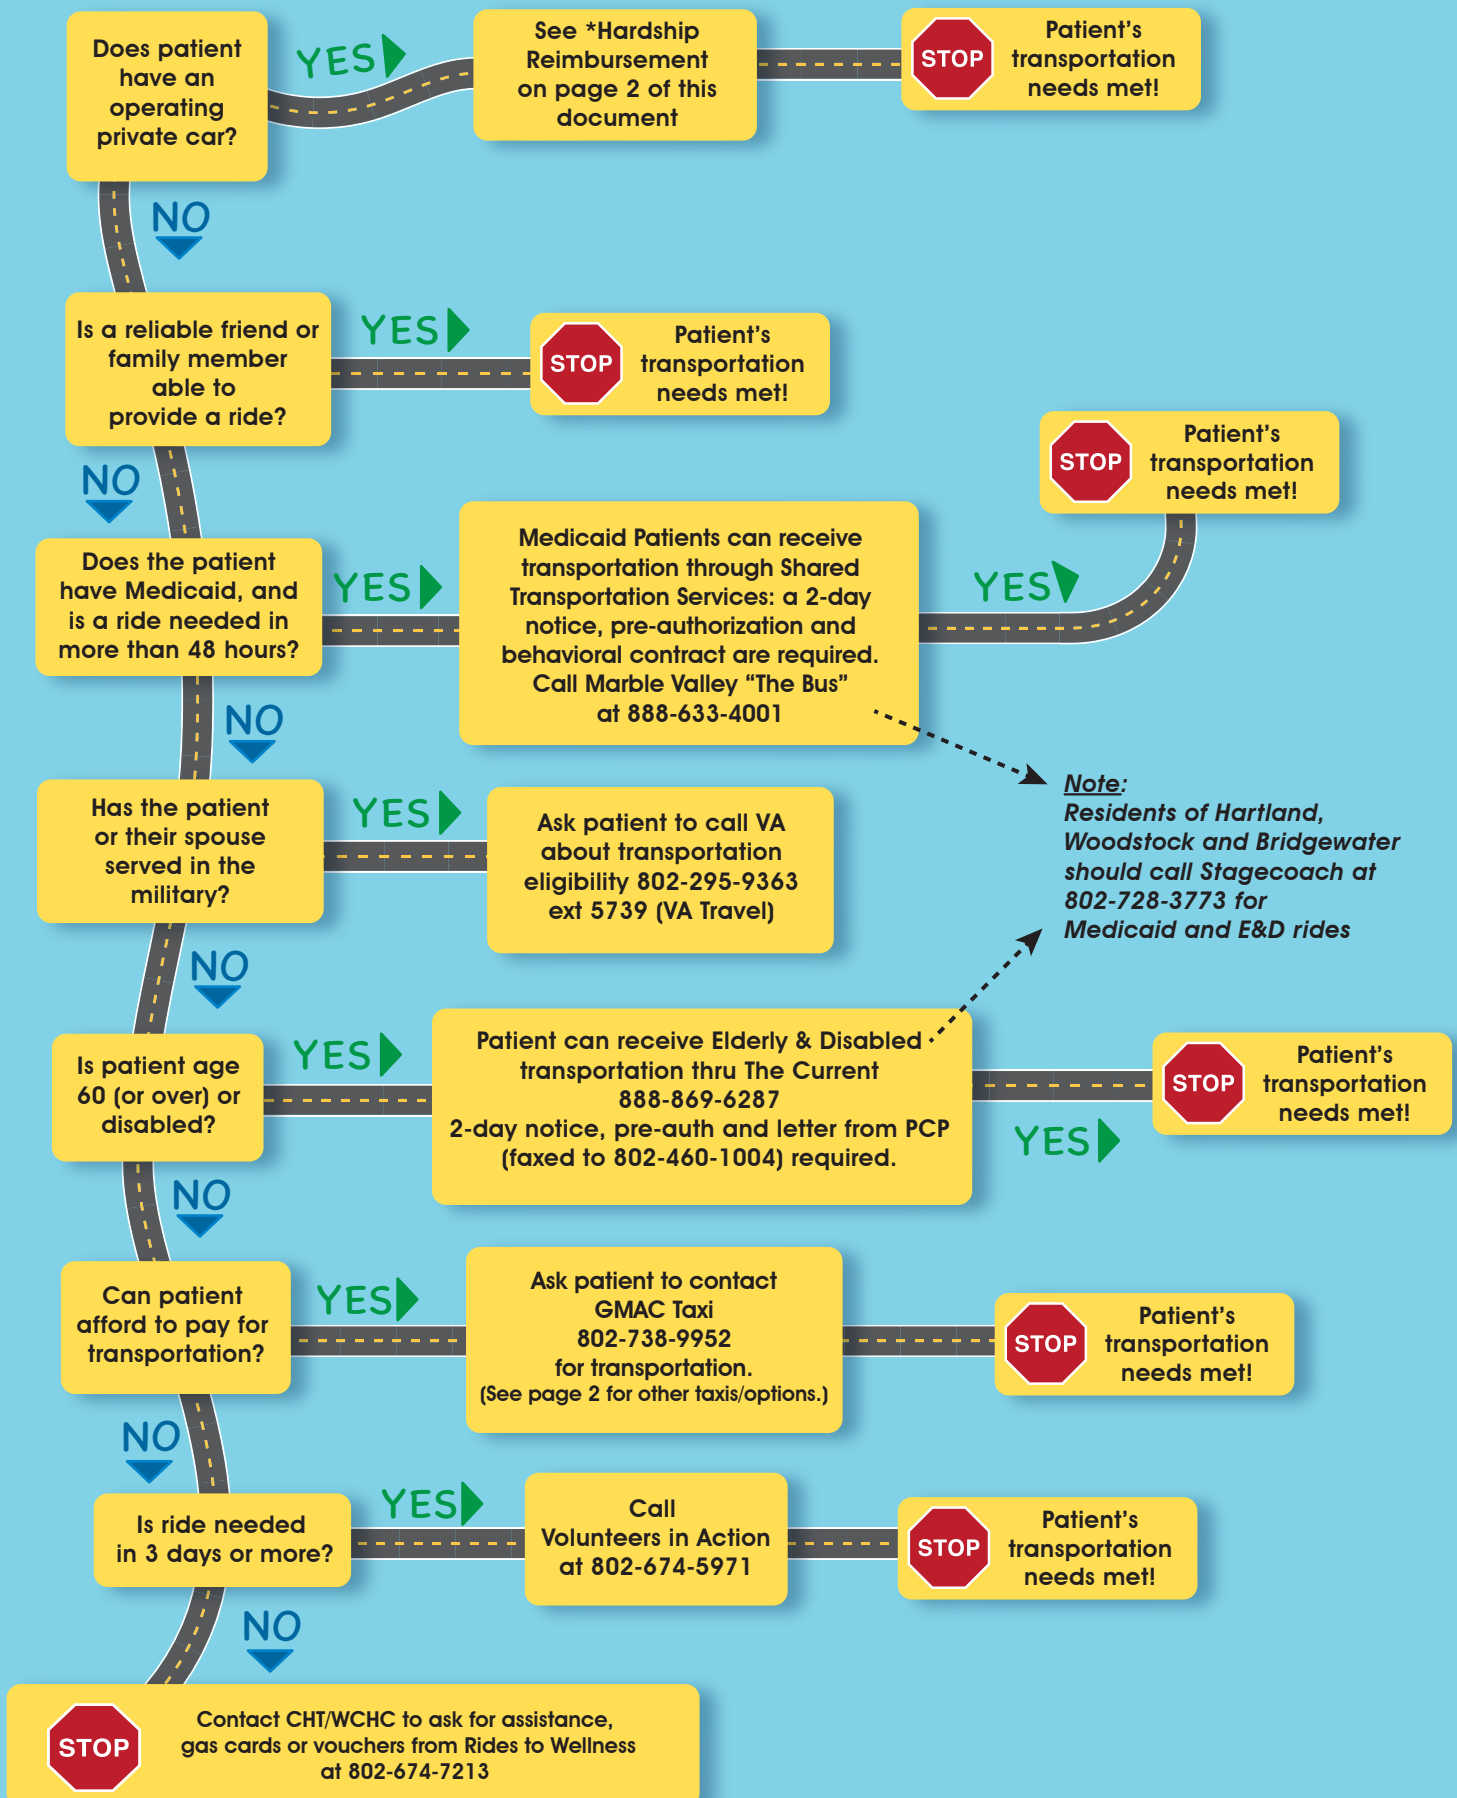 Does patient
have an
operating
private car?
YES
See *Hardship
Reimbursement
on page 2 of this
document
STOP
Patient's
transportation
needs met!
NO
Is a reliable friend or
family member
able to
provide a ride?
YES
STOP
Patient's
transportation
needs met!
NO
Does the patient
have Medicaid, and
is a ride needed in
more than 48 hours?
YES
Medicaid Patients can receive
transportation through Shared
Transportation Services: a 2-day
notice, pre-authorization and
behavioral contract are required.
Call Marble Valley “The Bus”
at 888-633-4001
YES
STOP
Patient's
transportation
needs met!
Note:
Residents of Hartland,
Woodstock and Bridgewater
should call Stagecoach at
802-728-3773 for
Medicaid and E&D rides
NO
Has the patient
or their spouse
served in the
military?
YES
Ask patient to call VA
about transportation
eligibility 802-295-9363
ext 5739 (VA Travel)
NO
Is patient age
60 (or over) or
disabled?
YES
Patient can receive Elderly & Disabled
transportation thru The Current
888-869-6287
2-day notice, pre-auth and letter from PCP
(faxed to 802-460-1004) required.
YES
STOP
Patient's
transportation
needs met!
NO
Can patient
afford to pay for
transportation?
YES
Ask patient to contact
GMAC Taxi
802-738-9952
for transportation.
(See page 2 for other taxis/options.)
STOP
Patient's
transportation
needs met!
NO
Is ride needed
in 3 days or more?
YES
Call
Volunteers in Action
at 802-674-5971
STOP
Patient's
transportation
needs met!
NO
STOP
Contact CHT/WCHC to ask for assistance,
gas cards or vouchers from Rides to Wellness
at 802-674-7213